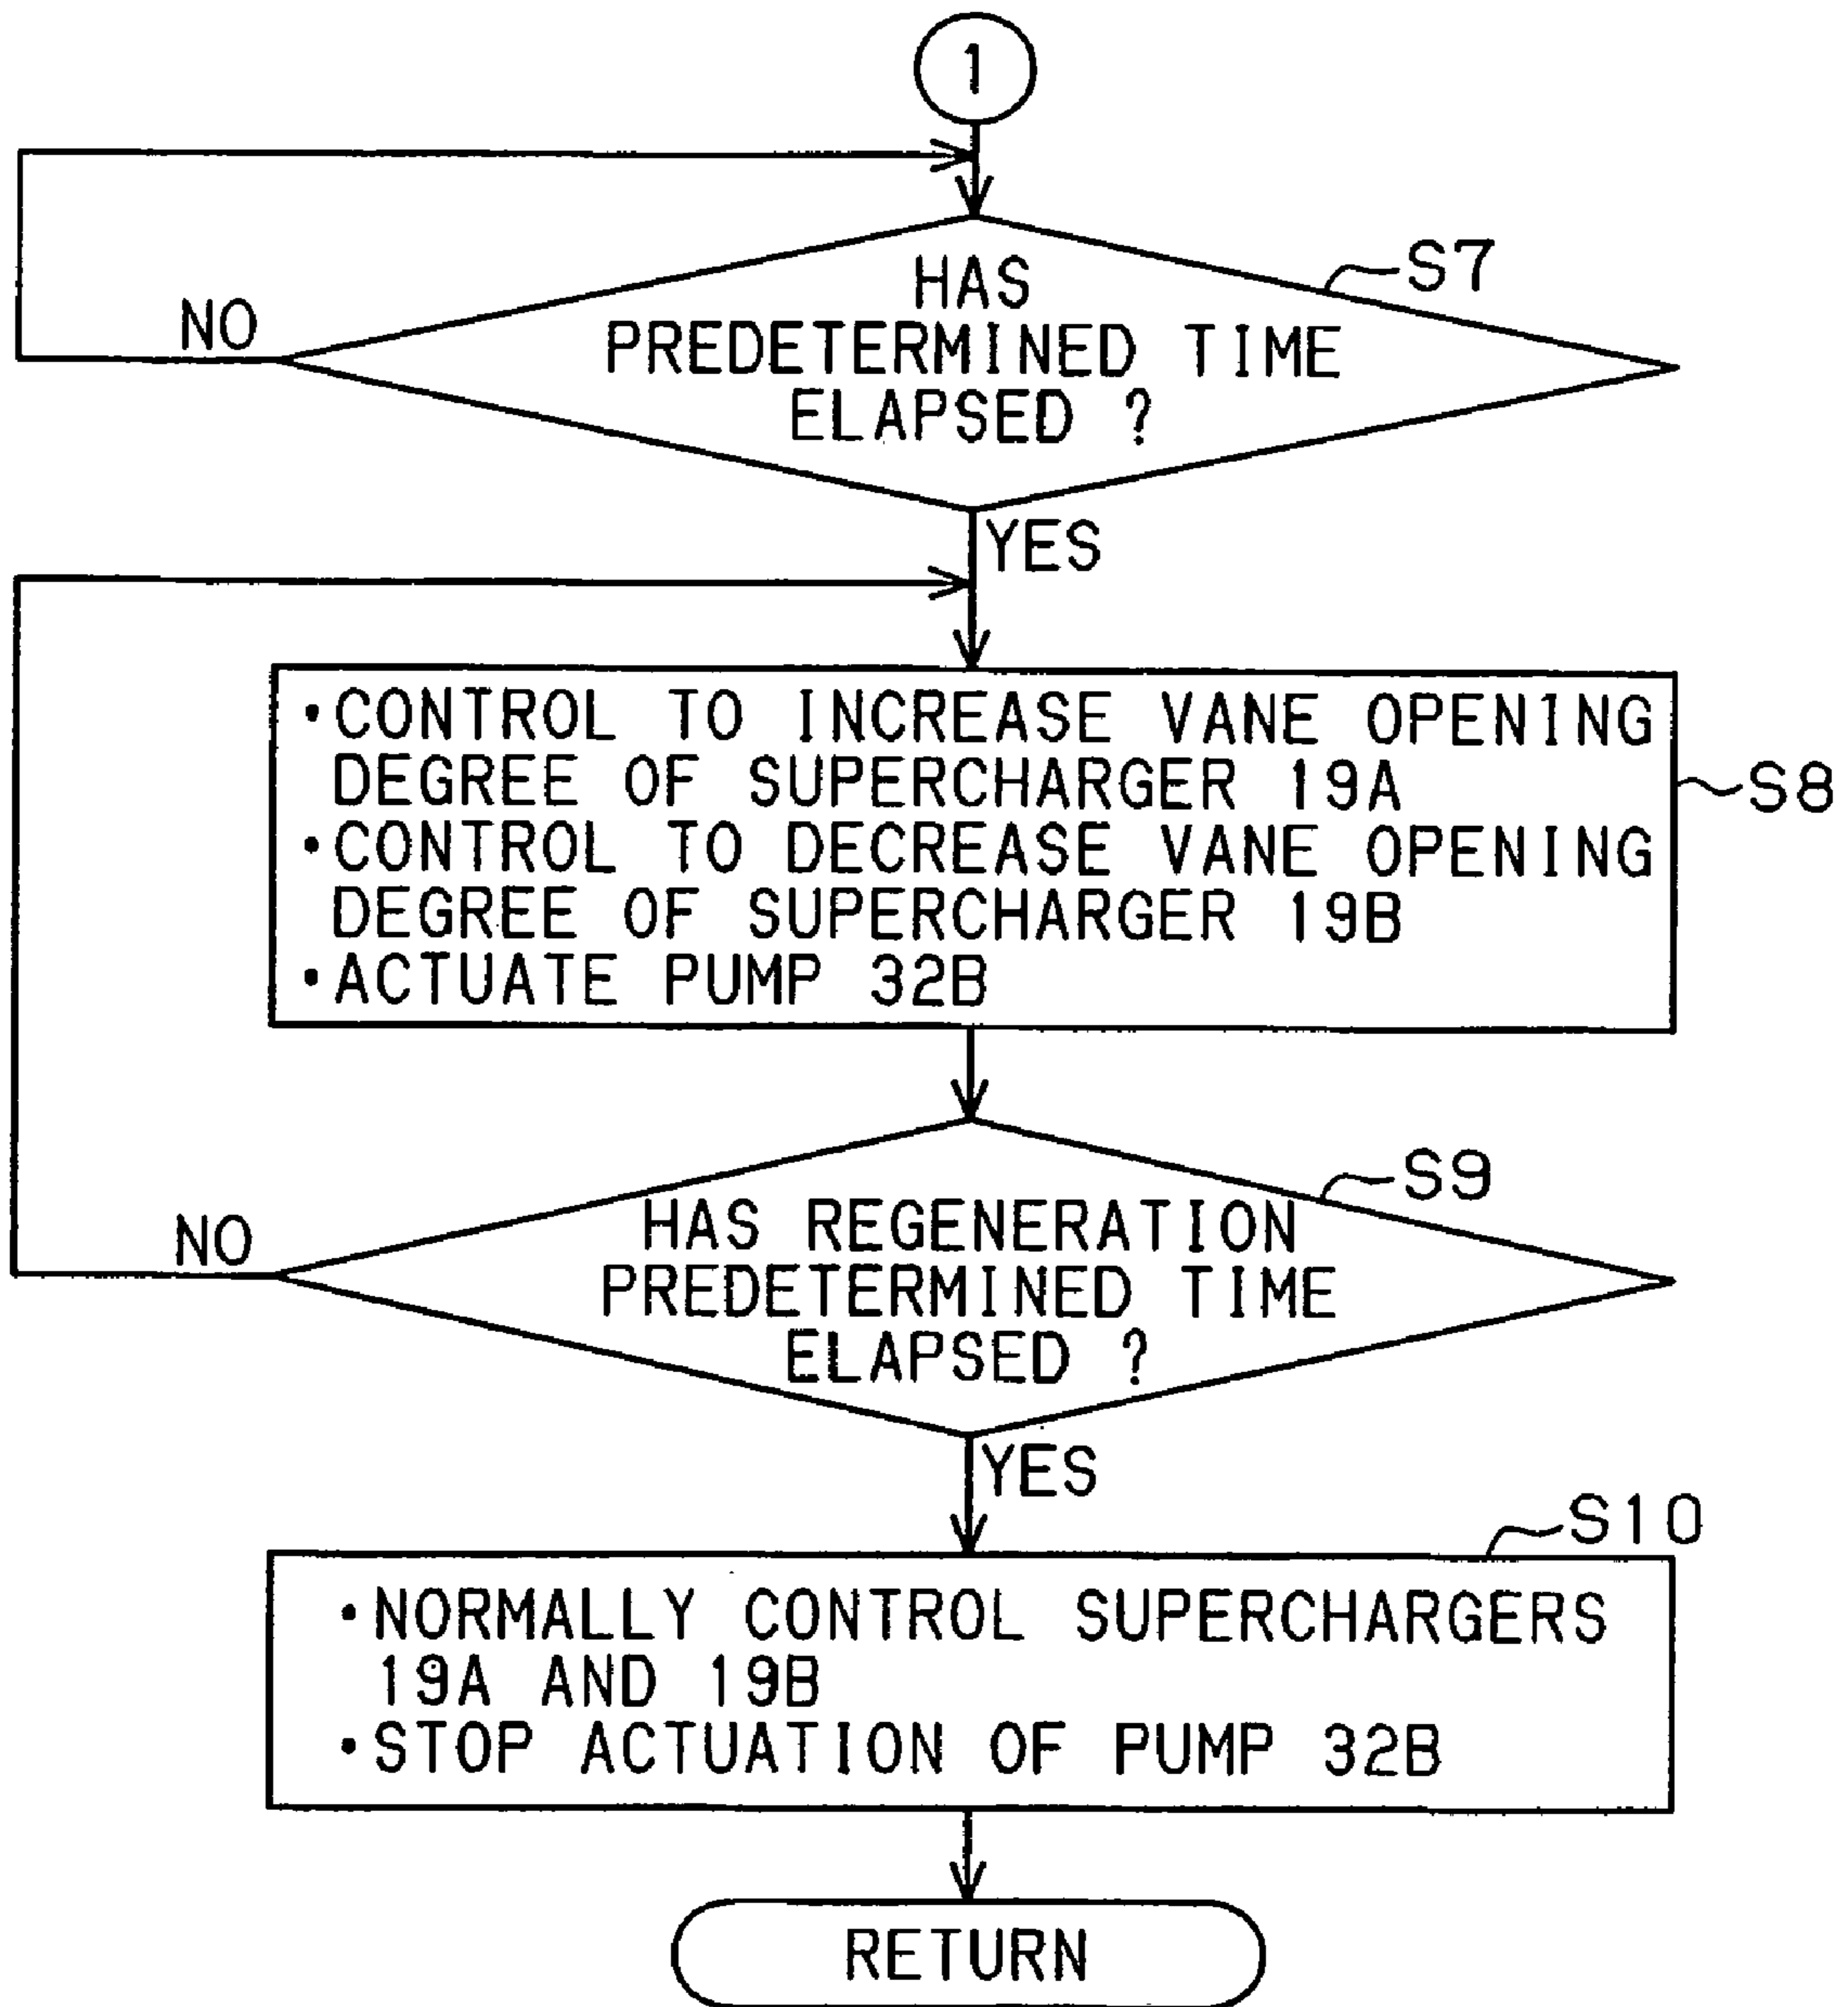 1
S7
HAS
PREDETERMINED TIME
ELAPSED ?
NO
YES
•CONTROL TO INCREASE VANE OPENING
DEGREE OF SUPERCHARGER 19A
•CONTROL TO DECREASE VANE OPENING
DEGREE OF SUPERCHARGER 19B
•ACTUATE PUMP 32B
S8
S9
HAS REGENERATION
PREDETERMINED TIME
ELAPSED ?
NO
YES
S10
•NORMALLY CONTROL SUPERCHARGERS
19A AND 19B
•STOP ACTUATION OF PUMP 32B
RETURN